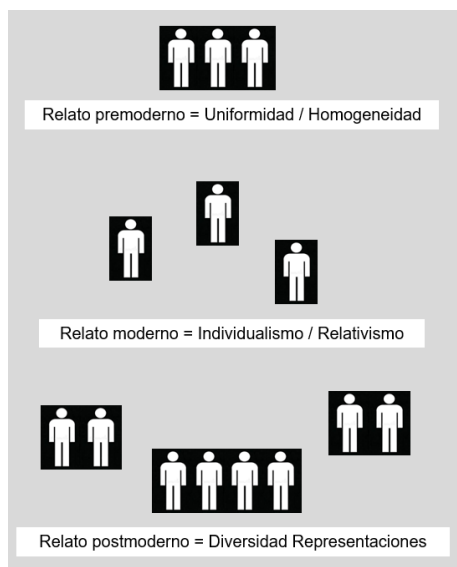 Relato premoderno = Uniformidad / Homogeneidad
Relato moderno = Individualismo / Relativismo
Relato postmoderno = Diversidad Representaciones